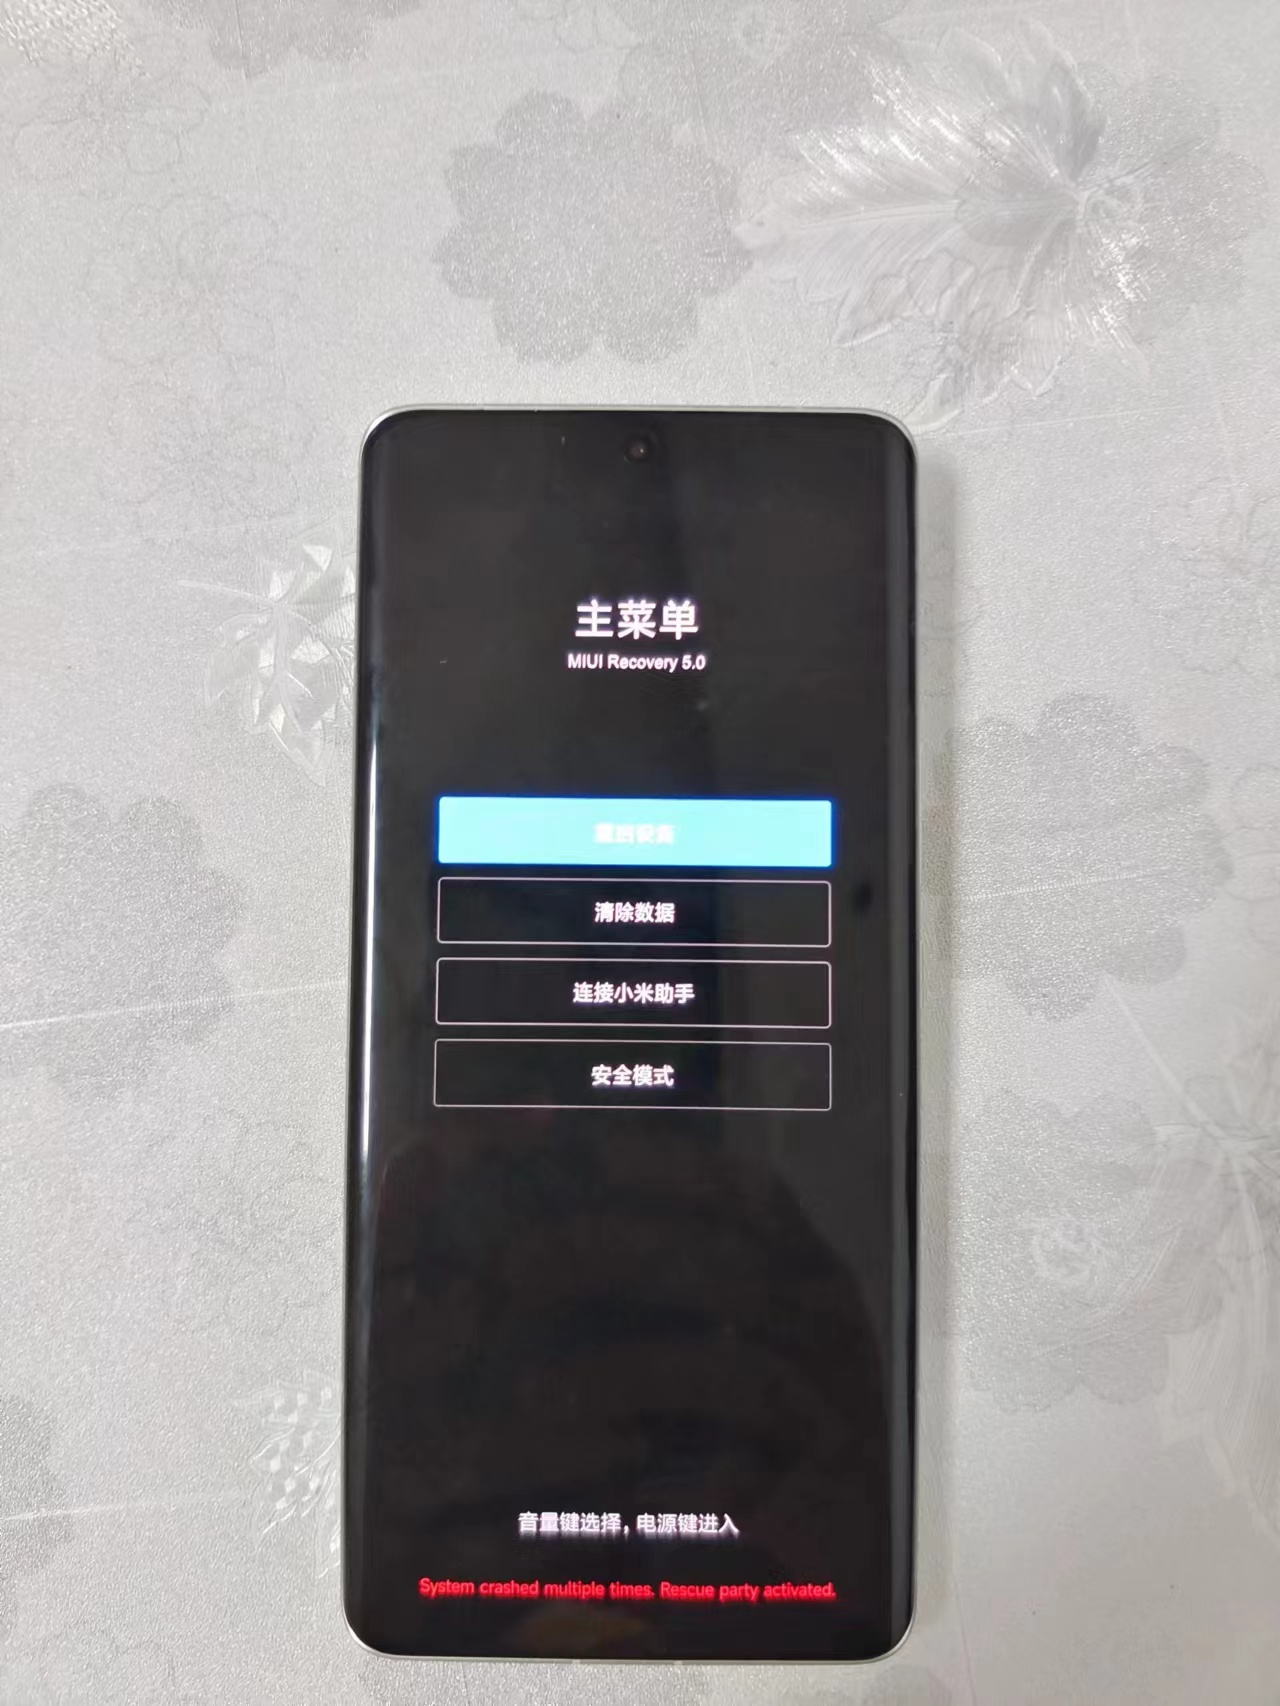 主菜单
MIUI Recovery 5.0
重启设备
清除数据
连接小米助手
安全模式
音量键选择，电源键进入
System crashed multiple times. Rescue party activated.